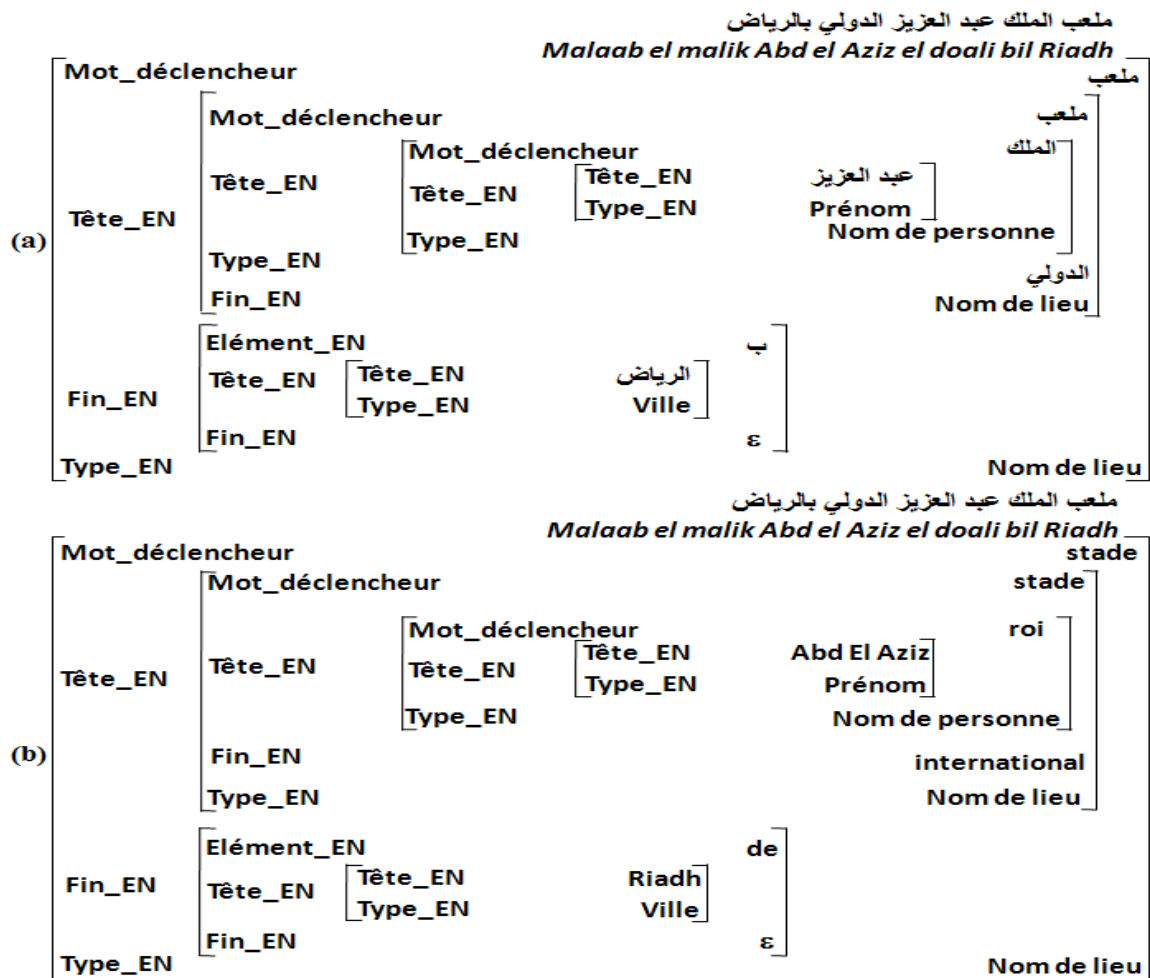 ملعب الملك عبد العزيز الدولي بالرياض
Malaab el malik Abd el Aziz el doali bil Riadh
Mot_déclencheur ملعب
Mot_déclencheur ملعب
Mot_déclencheur الملك
Tête_EN Tête_EN Tête_EN عبد العزيز
Type_EN Prénom
(a) Tête_EN
Type_EN Nom de personne
Type_EN الدولي
Fin_EN Nom de lieu
Elément_EN ب
Tête_EN Tête_EN الرياض
Fin_EN Type_EN Ville
Fin_EN ε
Type_EN Nom de lieu
ملعب الملك عبد العزيز الدولي بالرياض
Malaab el malik Abd el Aziz el doali bil Riadh
Mot_déclencheur stade
Mot_déclencheur stade
Mot_déclencheur roi
Tête_EN Abd El Aziz
Tête_EN Tête_EN Tête_EN Type_EN Prénom
Type_EN Nom de personne
(b) Fin_EN international
Type_EN Nom de lieu
Elément_EN de
Fin_EN Tête_EN Tête_EN Riadh
Type_EN Ville
Fin_EN ε
Type_EN Nom de lieu